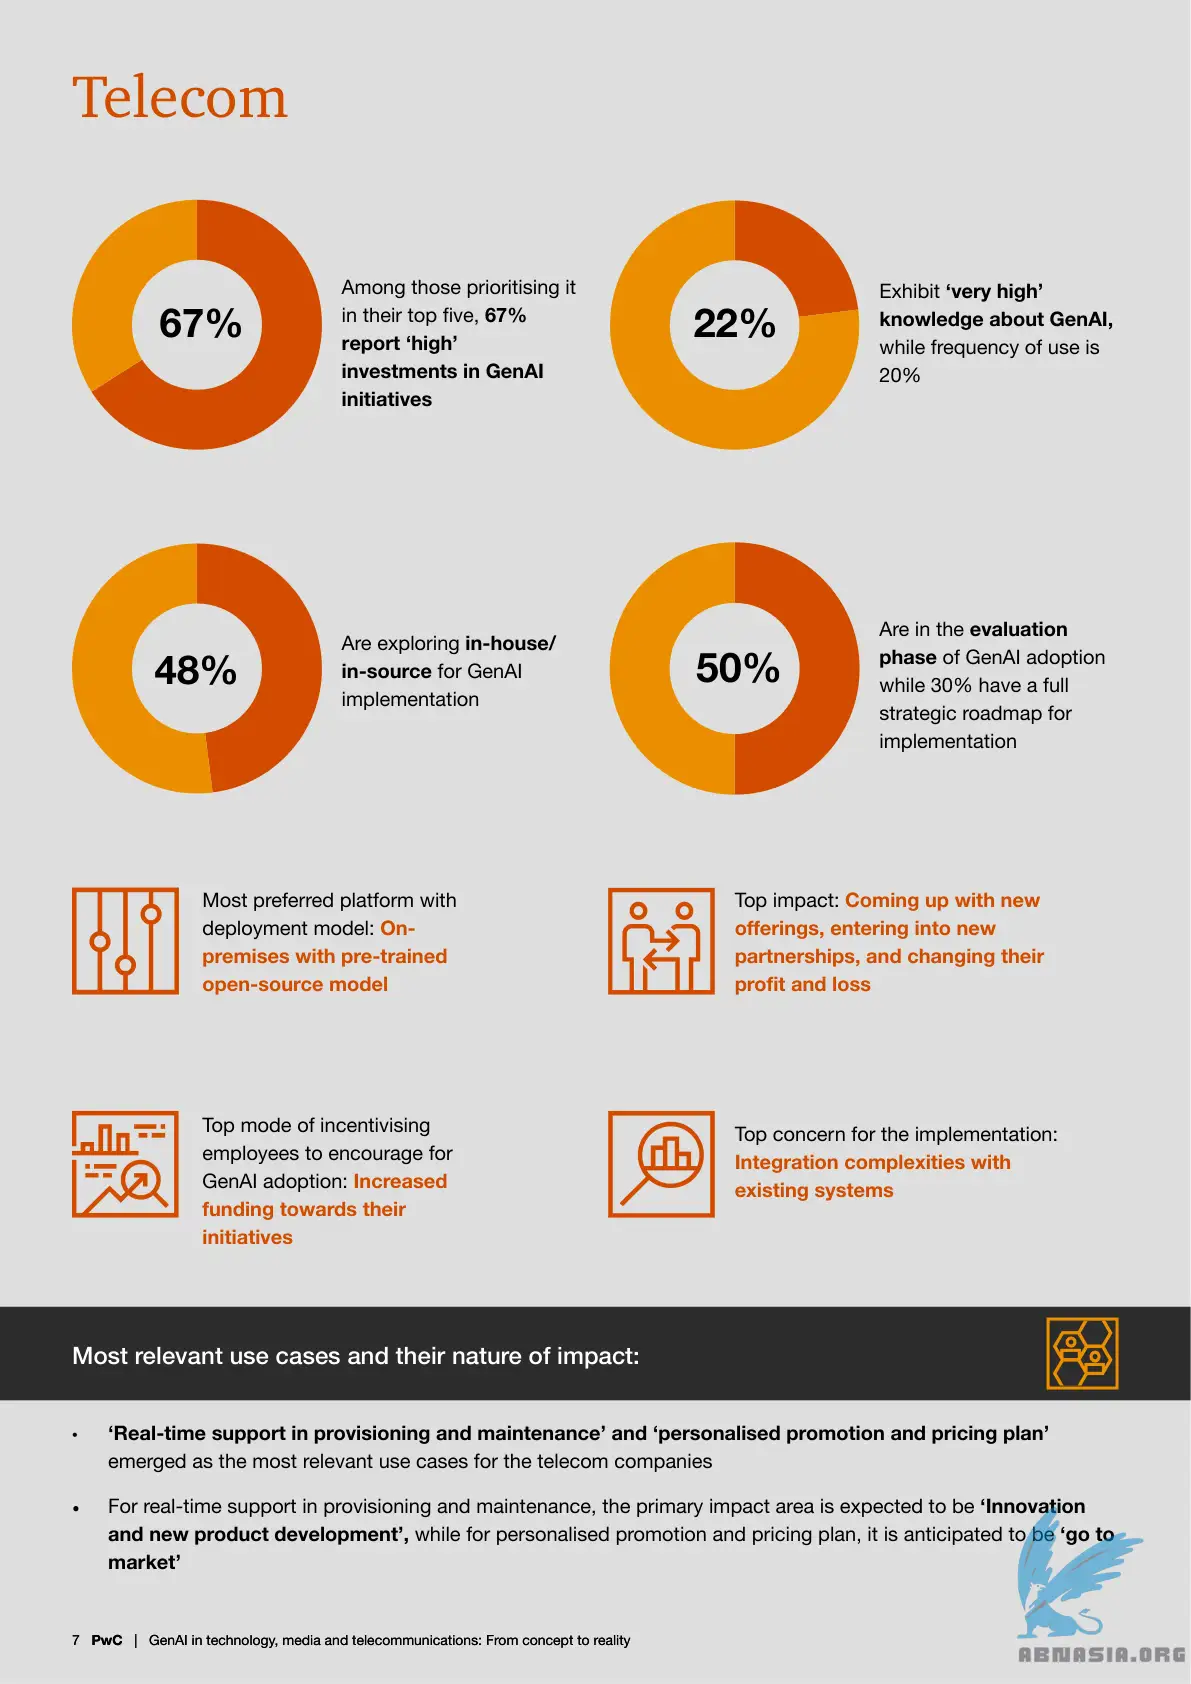 Telecom
67%
Among those prioritising it
in their top five, 67%
report ‘high’
investments in GenAI
initiatives
22%
Exhibit ‘very high’
knowledge about GenAI,
while frequency of use is
20%
48%
Are exploring in-house/
in-source for GenAI
implementation
50%
Are in the evaluation
phase of GenAI adoption
while 30% have a full
strategic roadmap for
implementation
Most preferred platform with
deployment model: On-
premises with pre-trained
open-source model
Top impact: Coming up with new
offerings, entering into new
partnerships, and changing their
profit and loss
Top mode of incentivising
employees to encourage for
GenAI adoption: Increased
funding towards their
initiatives
Top concern for the implementation:
Integration complexities with
existing systems
Most relevant use cases and their nature of impact:
• ‘Real-time support in provisioning and maintenance’ and ‘personalised promotion and pricing plan’
emerged as the most relevant use cases for the telecom companies
• For real-time support in provisioning and maintenance, the primary impact area is expected to be ‘Innovation
and new product development’, while for personalised promotion and pricing plan, it is anticipated to be ‘go to
market’
7 PwC | GenAI in technology, media and telecommunications: From concept to reality
ABNASIA.ORG